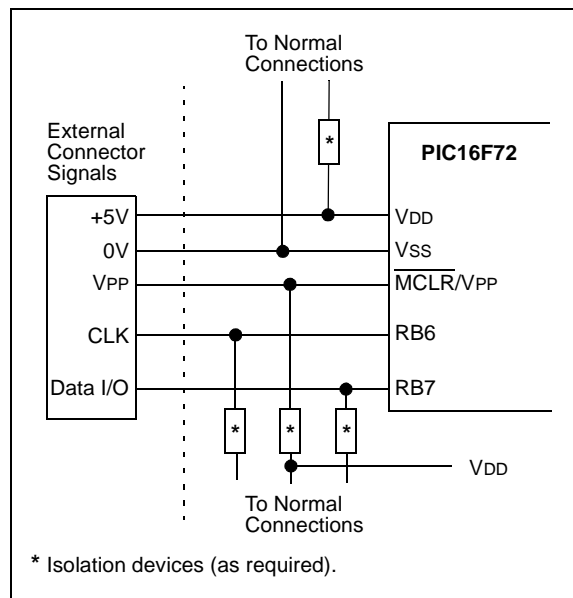 To Normal
Connections
External
Connector
Signals
*
PIC16F72
+5V
VDD
0V
VSS
VPP
MCLR/VPP
CLK
RB6
Data I/O
RB7
*
*
*
VDD
To Normal
Connections
* Isolation devices (as required).